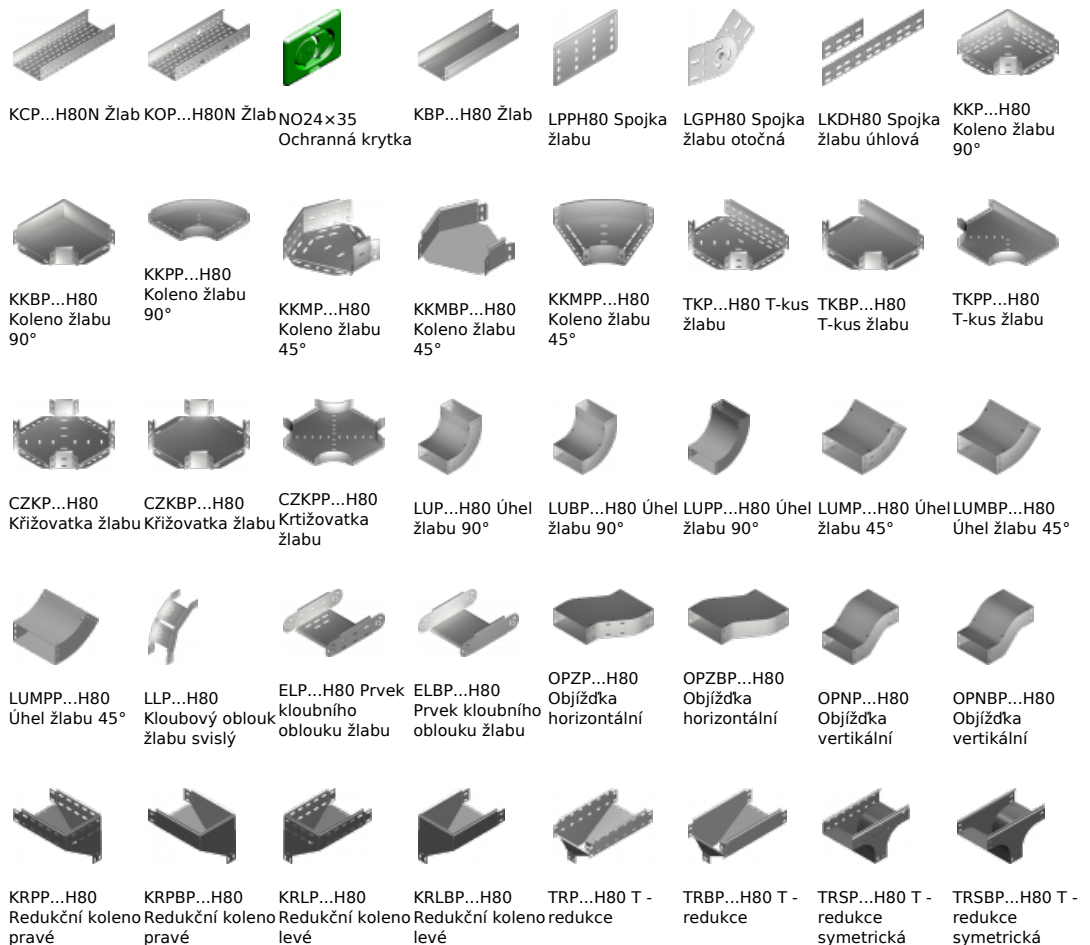 KCP...H80N Žlab
KOP...H80N Žlab
NO24×35
Ochranná krytka
KBP...H80 Žlab
LPPH80 Spojka
žlabu
LGPH80 Spojka
žlabu otočná
LKDH80 Spojka
žlabu úhlová
KKP...H80
Koleno žlabu
90°
KKBP...H80
Koleno žlabu
90°
KKPP...H80
Koleno žlabu
90°
KKMP...H80
Koleno žlabu
45°
KKMBP...H80
Koleno žlabu
45°
KKMPP...H80
Koleno žlabu
45°
TKP...H80 T-kus
žlabu
TKBP...H80
T-kus žlabu
TKPP...H80
T-kus žlabu
CZKP...H80
Křižovatka žlabu
CZKBP...H80
Křižovatka žlabu
CZKPP...H80
Krtižovatka
žlabu
LUP...H80 Úhel
žlabu 90°
LUBP...H80 Úhel
žlabu 90°
LUPP...H80 Úhel
žlabu 90°
LUMP...H80 Úhel
žlabu 45°
LUMBP...H80
Úhel žlabu 45°
LUMPP...H80
Úhel žlabu 45°
LLP...H80
Kloubový oblouk
žlabu svislý
ELP...H80 Prvek
kloubního
oblouku žlabu
ELBP...H80
Prvek kloubního
oblouku žlabu
OPZP...H80
Objížďka
horizontální
OPZBP...H80
Objížďka
horizontální
OPNP...H80
Objížďka
vertikální
OPNBP...H80
Objížďka
vertikální
KRPP...H80
Redukční koleno
pravé
KRPBP...H80
Redukční koleno
pravé
KRLP...H80
Redukční koleno
levé
KRLBP...H80
Redukční koleno
levé
TRP...H80 T -
redukce
TRBP...H80 T -
redukce
TRSP...H80 T -
redukce
symetrická
TRSBP...H80 T -
redukce
symetrická